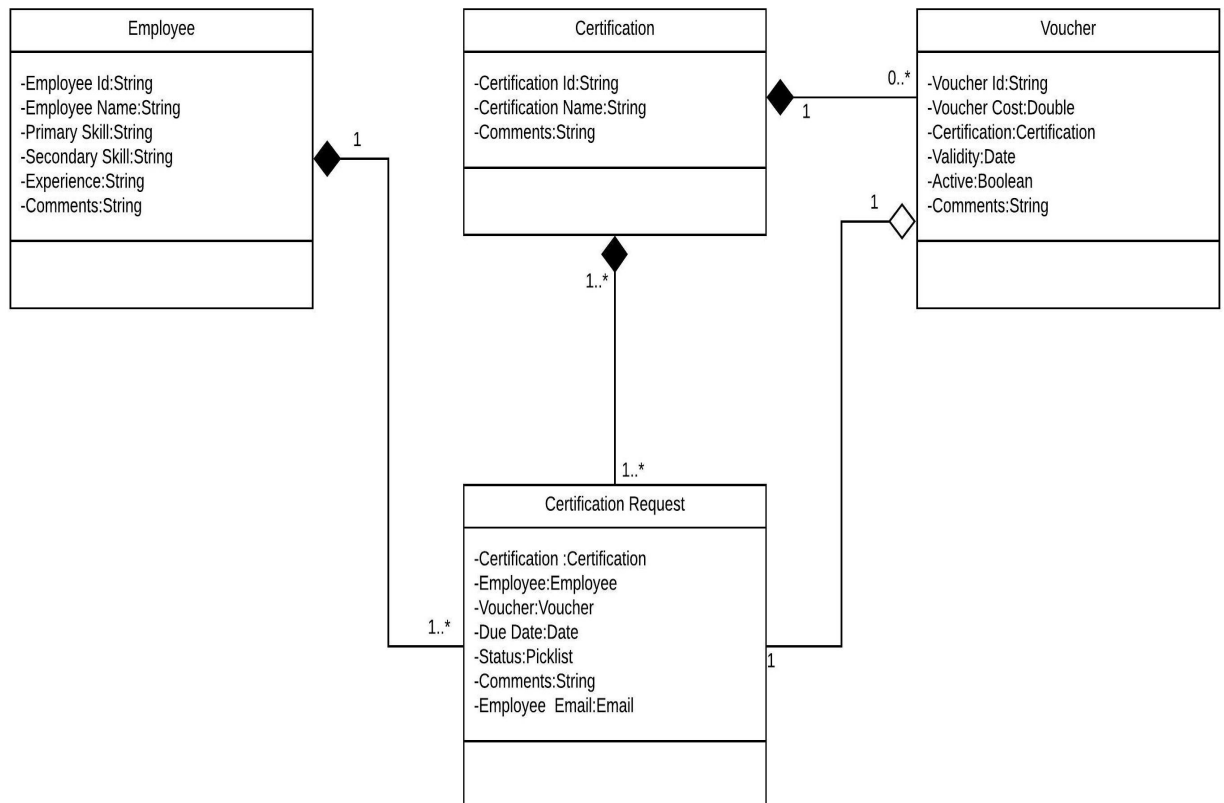 Employee
-Employee Id:String
-Employee Name:String
-Primary Skill:String
-Secondary Skill:String
-Experience:String
-Comments:String
1
1..*
Certification
-Certification Id:String
-Certification Name:String
-Comments:String
1
0..*
1..*
1..*
Voucher
-Voucher Id:String
-Voucher Cost:Double
-Certification:Certification
-Validity:Date
-Active:Boolean
-Comments:String
1
1
Certification Request
-Certification :Certification
-Employee:Employee
-Voucher:Voucher
-Due Date:Date
-Status:Picklist
-Comments:String
-Employee  Email:Email